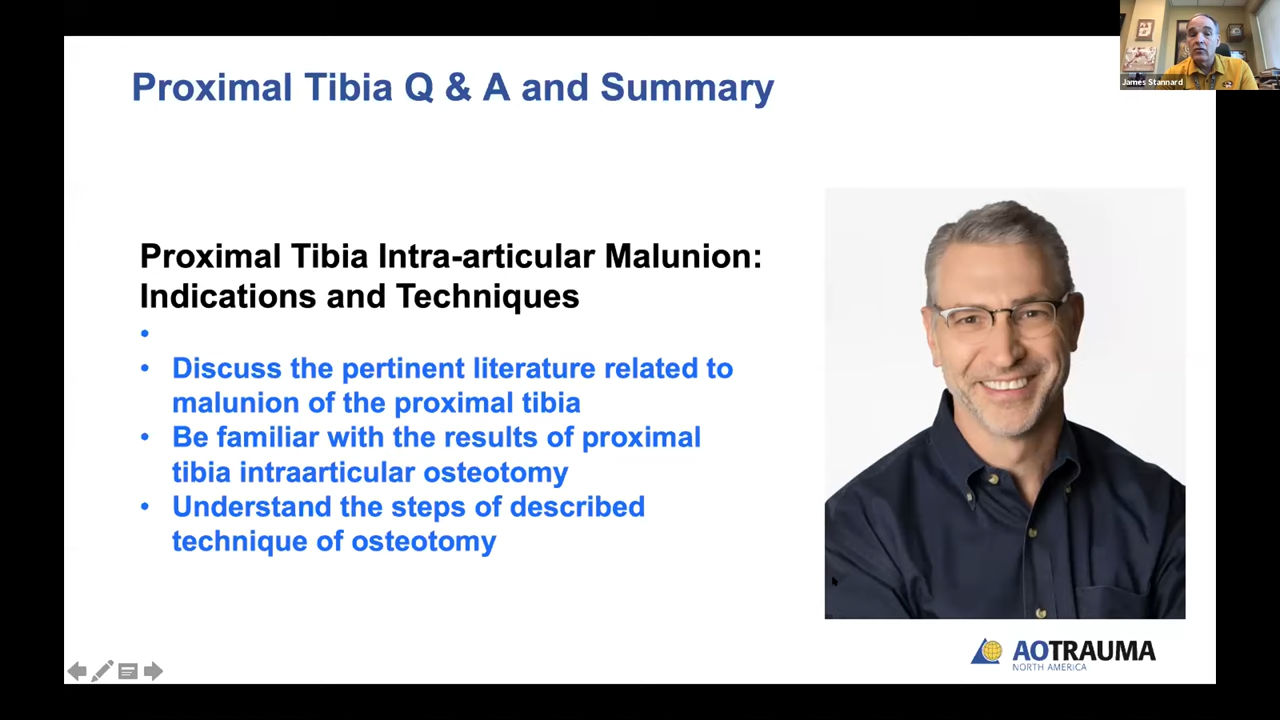 Proximal Tibia Q & A and Summary
James Stannard
Proximal Tibia Intra-articular Malunion:
Indications and Techniques
•
• Discuss the pertinent literature related to
malunion of the proximal tibia
• Be familiar with the results of proximal
tibia intraarticular osteotomy
• Understand the steps of described
technique of osteotomy
AOTRAUMA
NORTH AMERICA